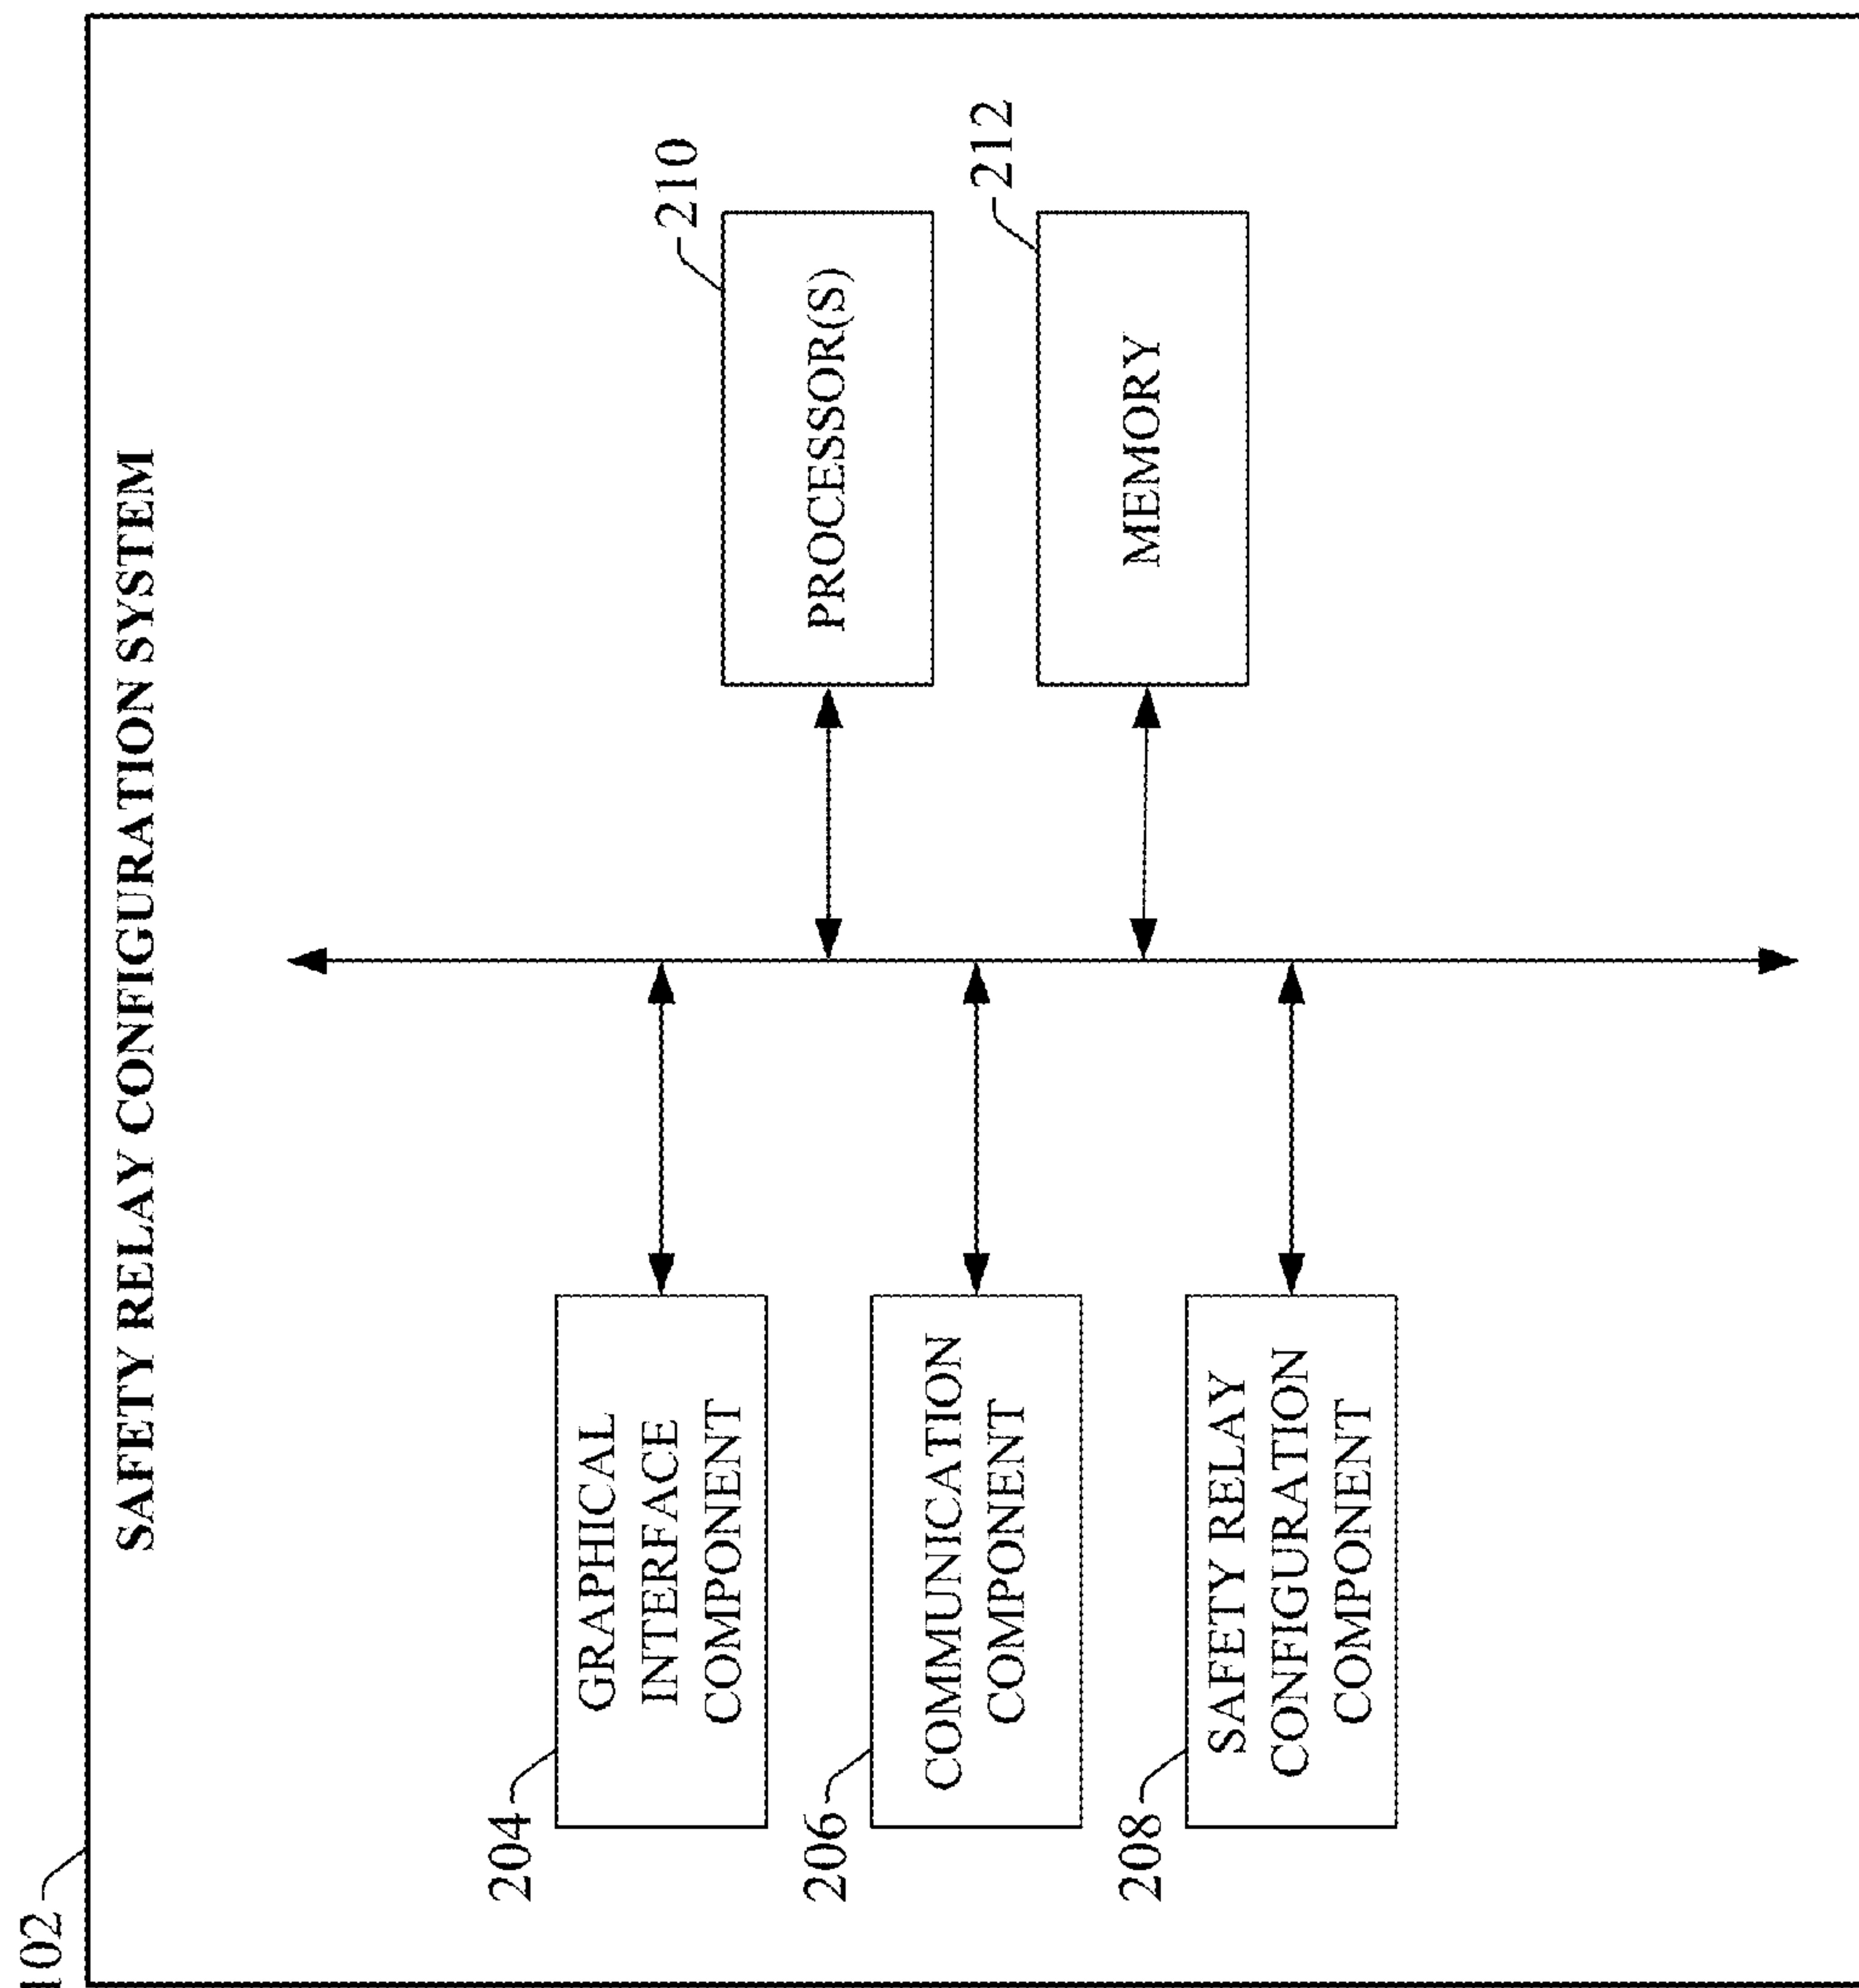 102
SAFETY RELAY CONFIGURATION SYSTEM
204
GRAPHICAL
INTERFACE
COMPONENT
206
COMMUNICATION
COMPONENT
208
SAFETY RELAY
CONFIGURATION
COMPONENT
210
PROCESSOR(S)
212
MEMORY